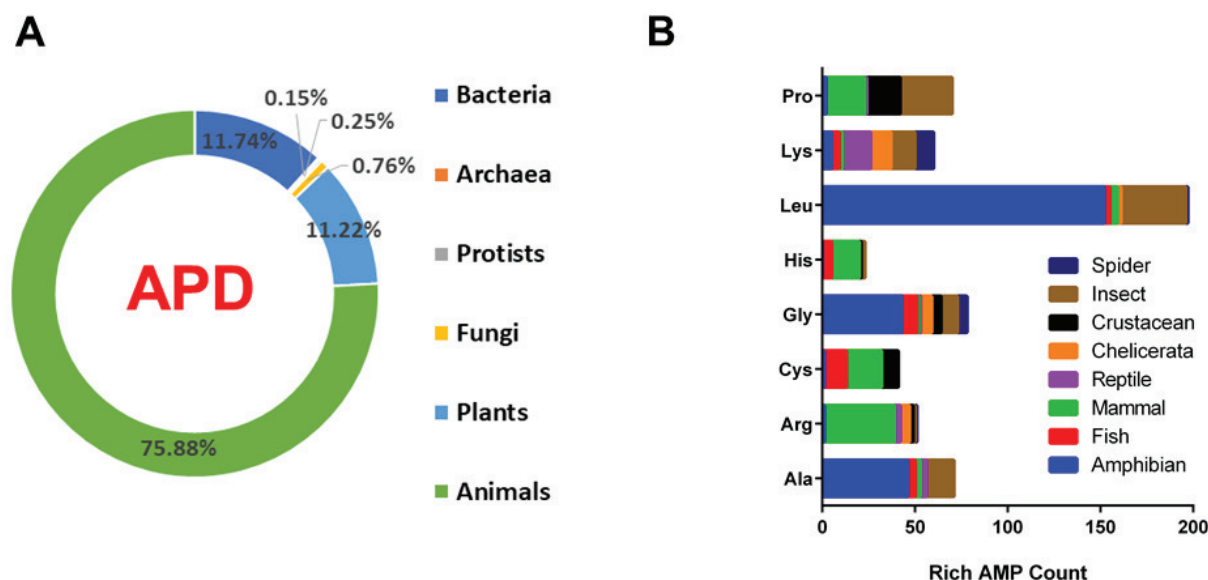 A
0.15%
0.25%
11.74%
0.76%
11.22%
APD
75.88%
Bacteria
Archaea
Protists
Fungi
Plants
Animals
B
Pro
Lys
Leu
His
Gly
Cys
Arg
Ala
Spider
Insect
Crustacean
Chelicerata
Reptile
Mammal
Fish
Amphibian
0 50 100 150 200
Rich AMP Count